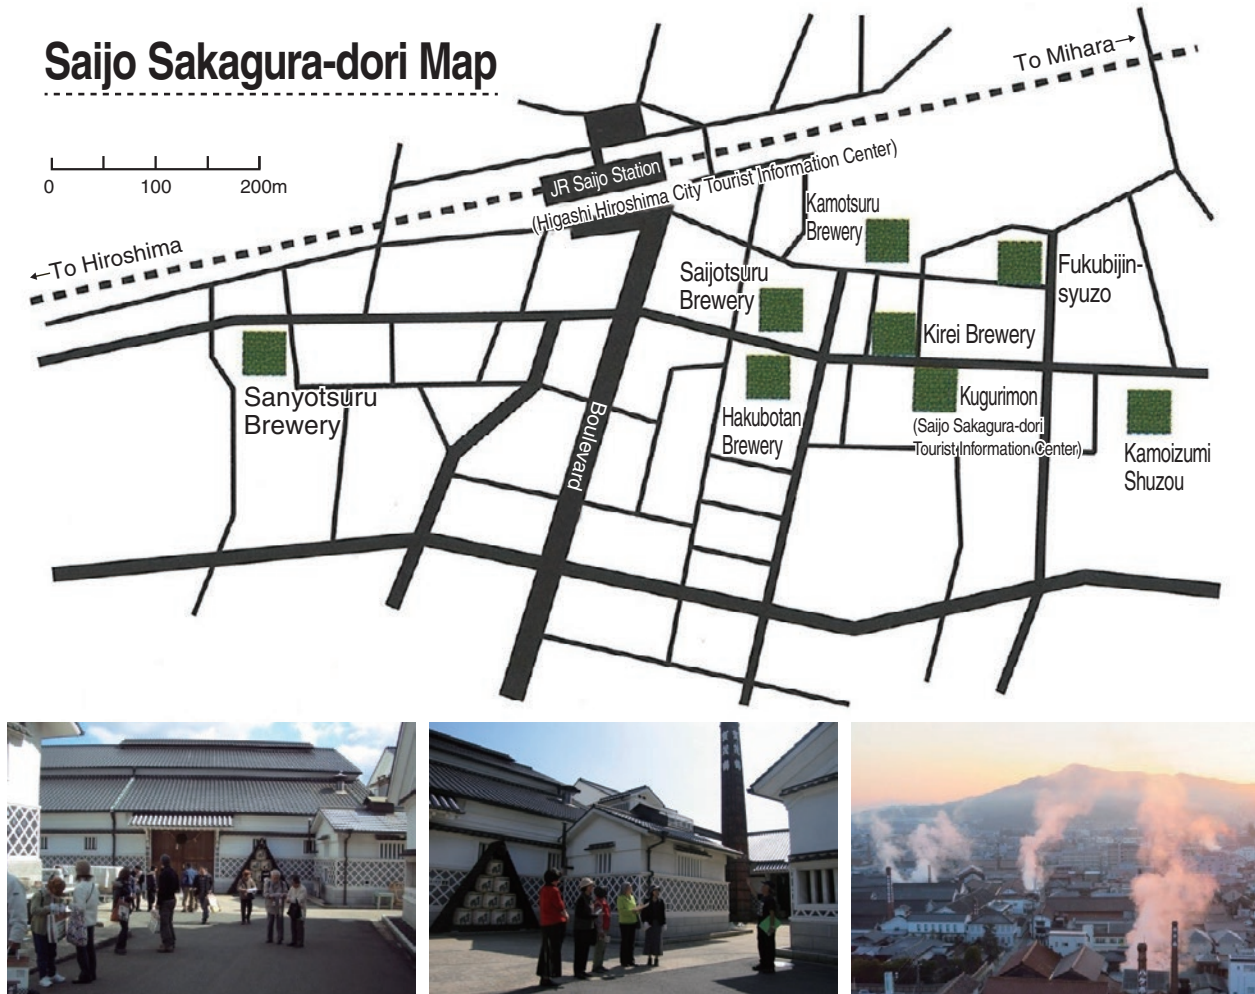 Saijo Sakagura-dori Map
To Mihara→
0 100 200m
JR Saijo Station
(Higashi Hiroshima City Tourist Information Center)
←To Hiroshima
Kamotsuru
Brewery
Saijotsuru
Brewery
Fukubijin-
syuzo
Kirei Brewery
Sanyotsuru
Brewery
Boulevard
Hakubotan
Brewery
Kugurimon
(Saijo Sakagura-dori
Tourist Information Center)
Kamoizumi
Shuzou